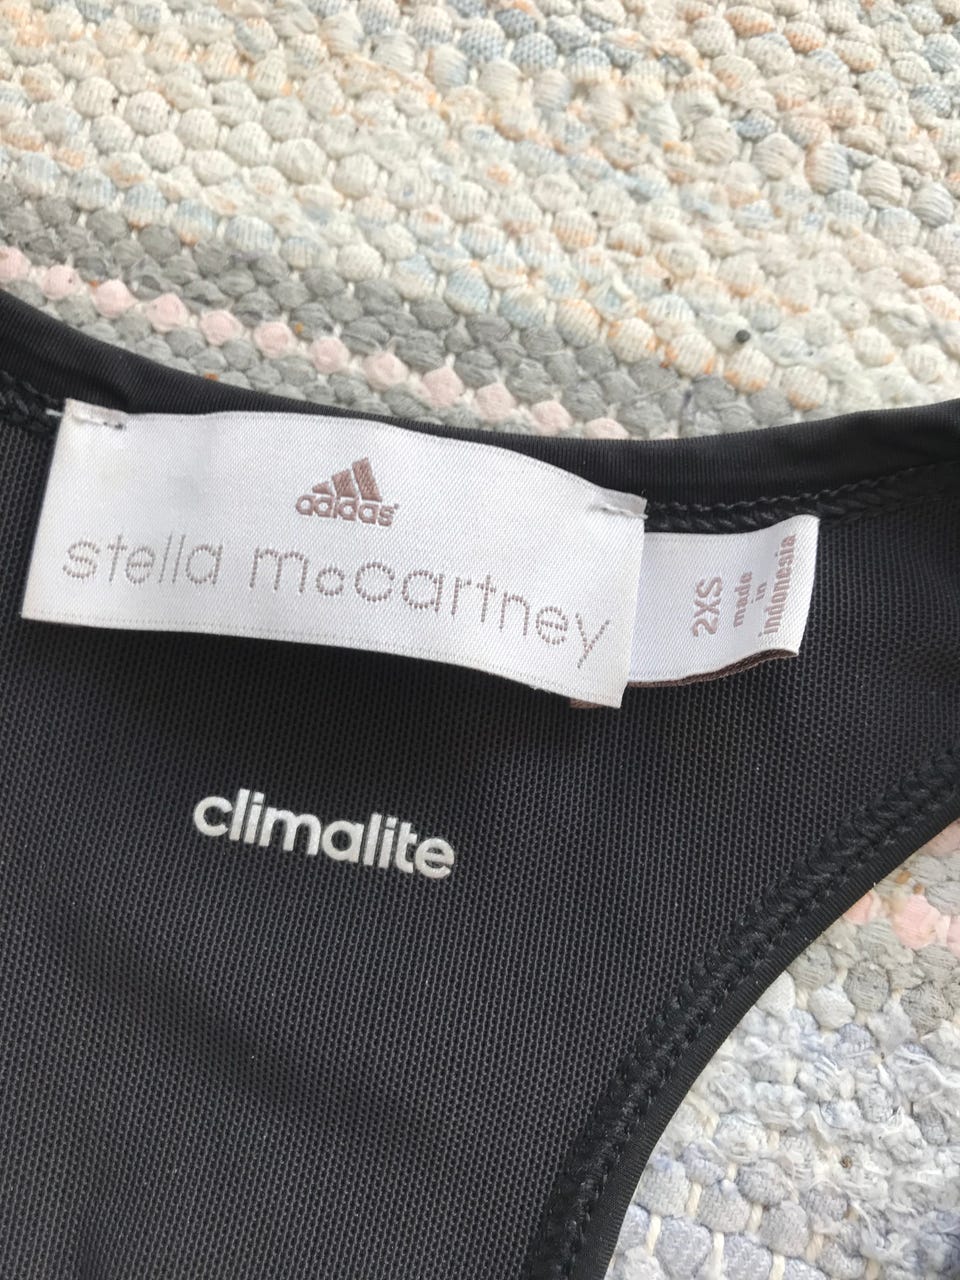 adidas
stella mcCartney
2XS
made
in
indonesia
climalite